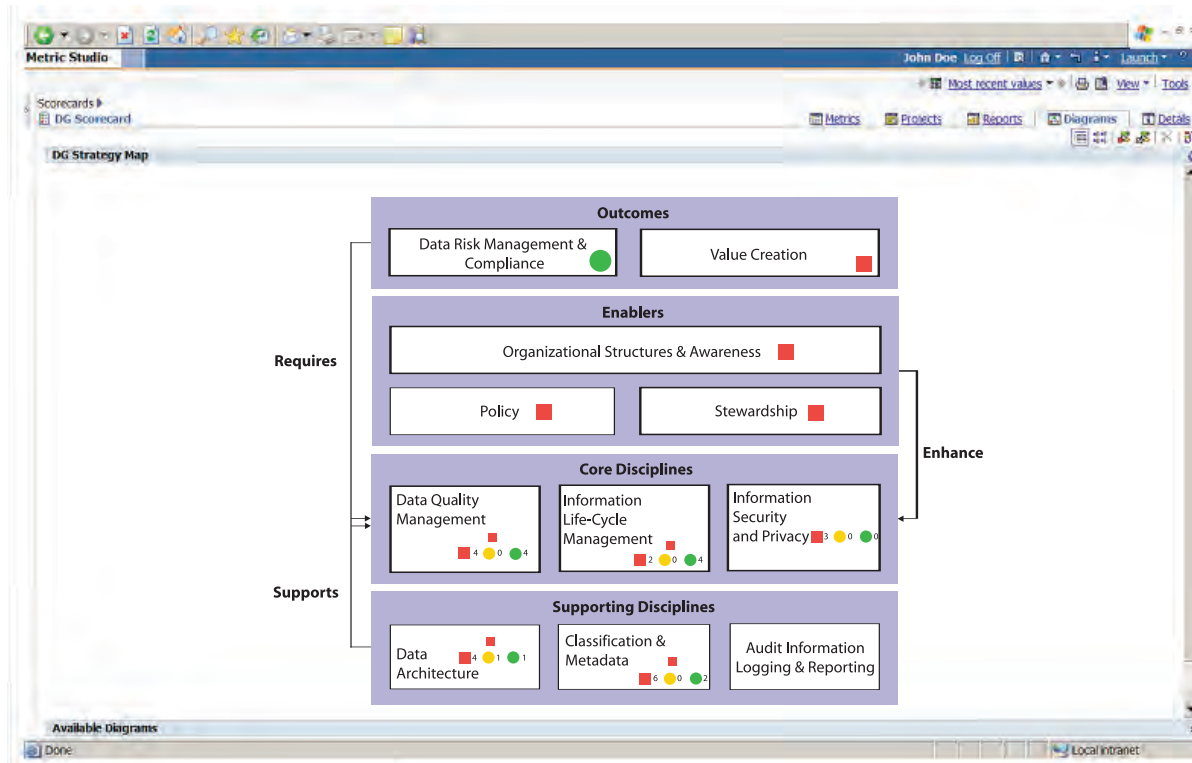 Metric Studio
John Doe Log Off Launch ?
Most recent values View Tools
Scorecards
DG Scorecard
Metrics Projects Reports Diagrams Details
DG Strategy Map
Outcomes
Data Risk Management &
Compliance
Value Creation
Enablers
Organizational Structures & Awareness
Requires
Policy
Stewardship
Enhance
Core Disciplines
Data Quality
Management
4 0 4
Information
Life-Cycle
Management
2 0 4
Information
Security
and Privacy 3 0 0
Supports
Supporting Disciplines
Data
Architecture
4 1 1
Classification &
Metadata
6 0 2
Audit Information
Logging & Reporting
Available Diagrams
Done
Local intranet